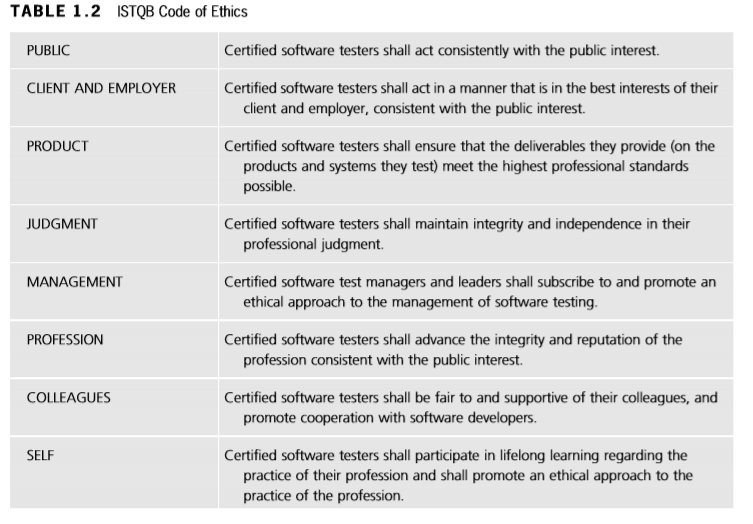 TABLE 1.2 ISTQB Code of Ethics
PUBLIC Certified software testers shall act consistently with the public interest.
CLIENT AND EMPLOYER Certified software testers shall act in a manner that is in the best interests of their
client and employer, consistent with the public interest.
PRODUCT Certified software testers shall ensure that the deliverables they provide (on the
products and systems they test) meet the highest professional standards
possible.
JUDGMENT Certified software testers shall maintain integrity and independence in their
professional judgment.
MANAGEMENT Certified software test managers and leaders shall subscribe to and promote an
ethical approach to the management of software testing.
PROFESSION Certified software testers shall advance the integrity and reputation of the
profession consistent with the public interest.
COLLEAGUES Certified software testers shall be fair to and supportive of their colleagues, and
promote cooperation with software developers.
SELF Certified software testers shall participate in lifelong learning regarding the
practice of their profession and shall promote an ethical approach to the
practice of the profession.